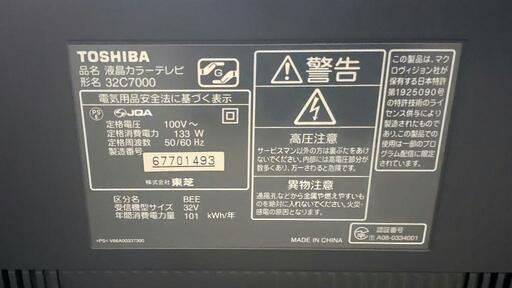 TOSHIBA
品名 液晶カラーテレビ
形名 32C7000
G
電気用品安全法に基づく表示
PS E JQA
定格電圧: 100V～
定格消費電力: 133 W
定格周波数: 50/60 Hz
製造番号: 67701493
株式会社 東芝
区分名 BEE
受信機型サイズ 32V
年間消費電力量 101 kWh/年
>PS< V66A00337300
警告
高圧注意
サービスマン以外の方は裏ぶたをあけ
ないでください。内部には高電圧部分が
数多くあり、万一さわると危険です。
異物注意
通風孔などから金属や燃えやすいも
のを絶対に入れないでください。火災・
感電の原因となります。
MADE IN CHINA
この製品は、マク
ロヴィジョン社が
保有する日本特許
第1925090号
の特許技術のライ
センス供与により
製造されており、
あたこの製品を
使用の一部のプロ
グラム配信に限定
されています。
認証番号
A08-0334001